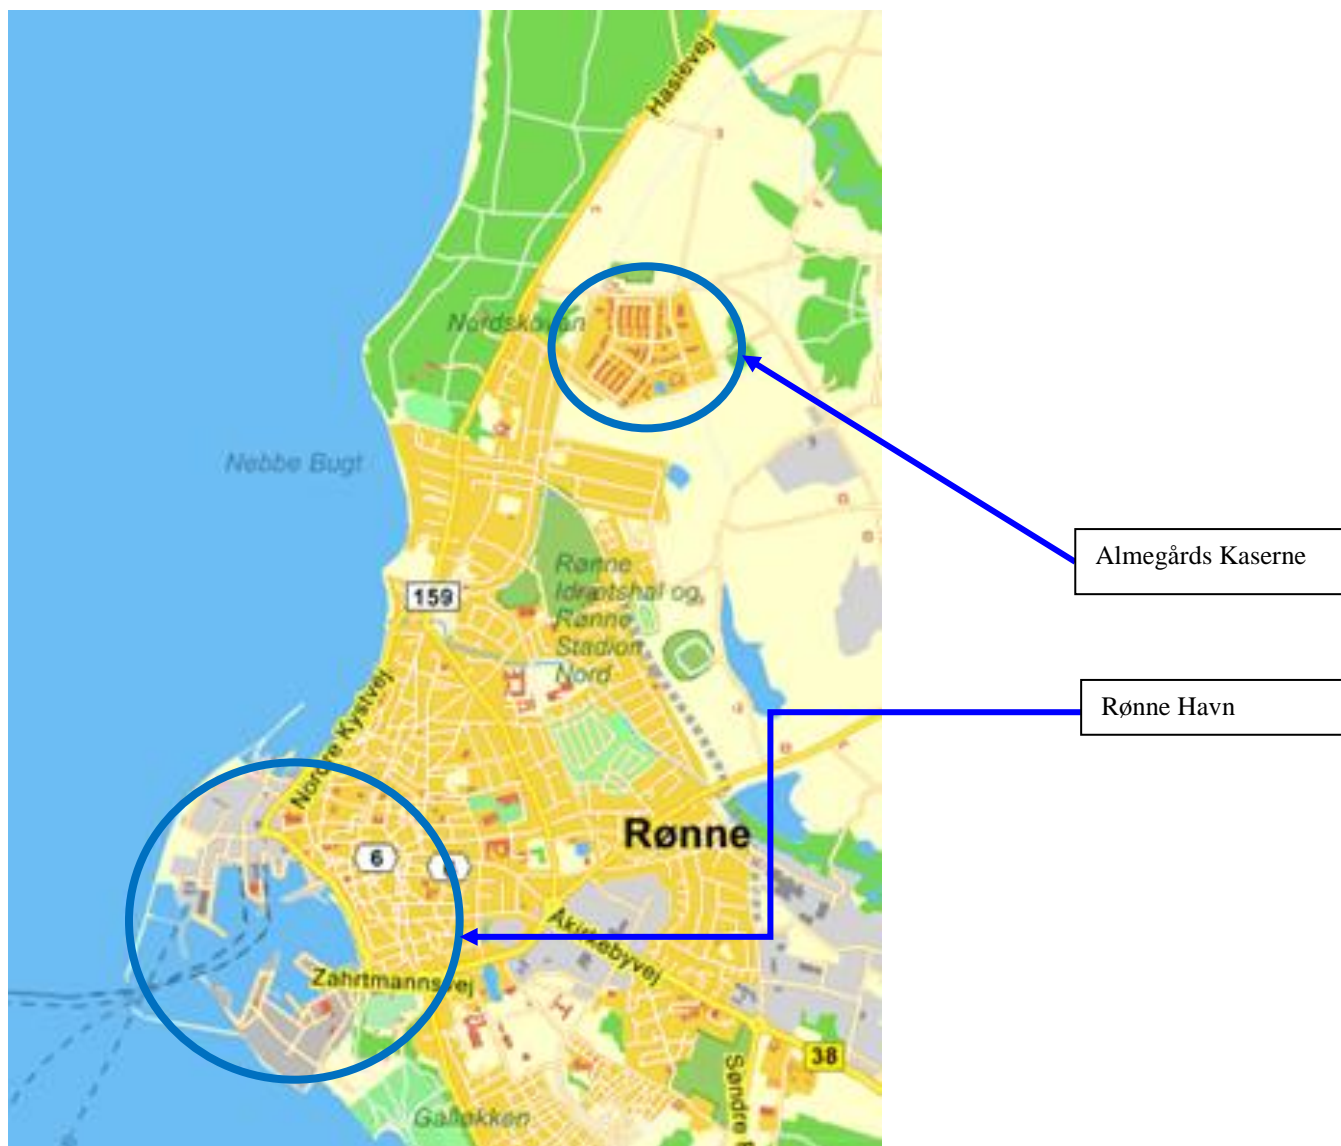 Haslevej
Nordskoven
Nebbe Bugt
Almegårds Kaserne
Rønne
Idrætshal og
Rønne
Stadion
Nord
159
Rønne Havn
Nordre Kystvej
Rønne
6
Åkirkebyvej
Zahrtmannsvej
38
Søndre
Galløkken